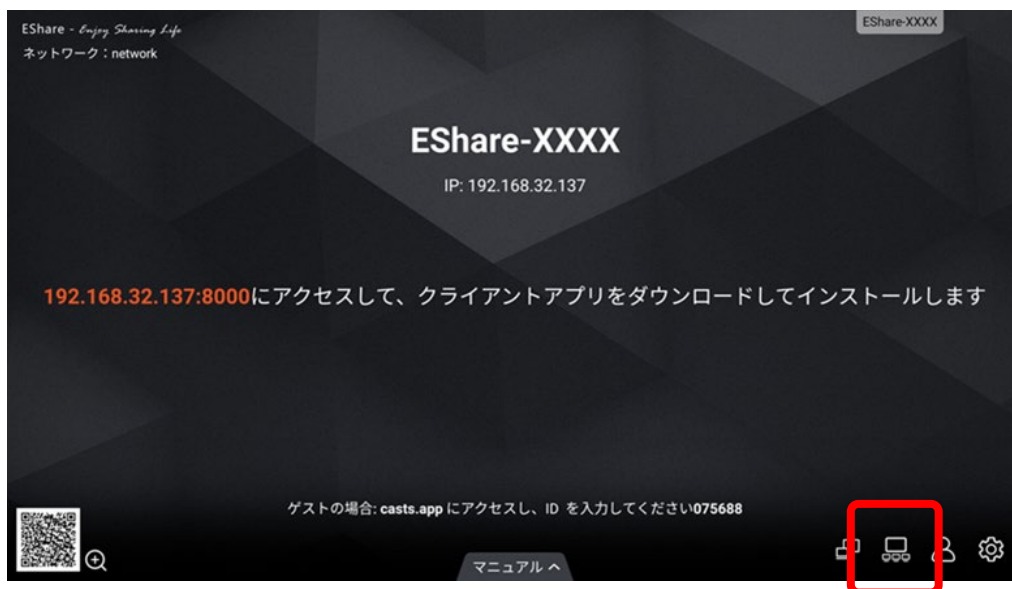 EShare - Enjoy Sharing Life
EShare-XXXX
ネットワーク：network
EShare-XXXX
IP: 192.168.32.137
192.168.32.137:8000にアクセスして、クライアントアプリをダウンロードしてインストールします
ゲストの場合: casts.app にアクセスし、ID を入力してください075688
マニュアル